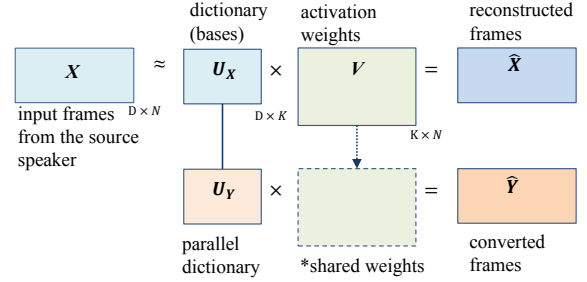 dictionary
(bases)
activation
weights
reconstructed
frames
X ≈ U_X × V = X̂
D × N
D × K
K × N
input frames
from the source
speaker
U_Y × = Ŷ
parallel
dictionary
*shared weights
converted
frames